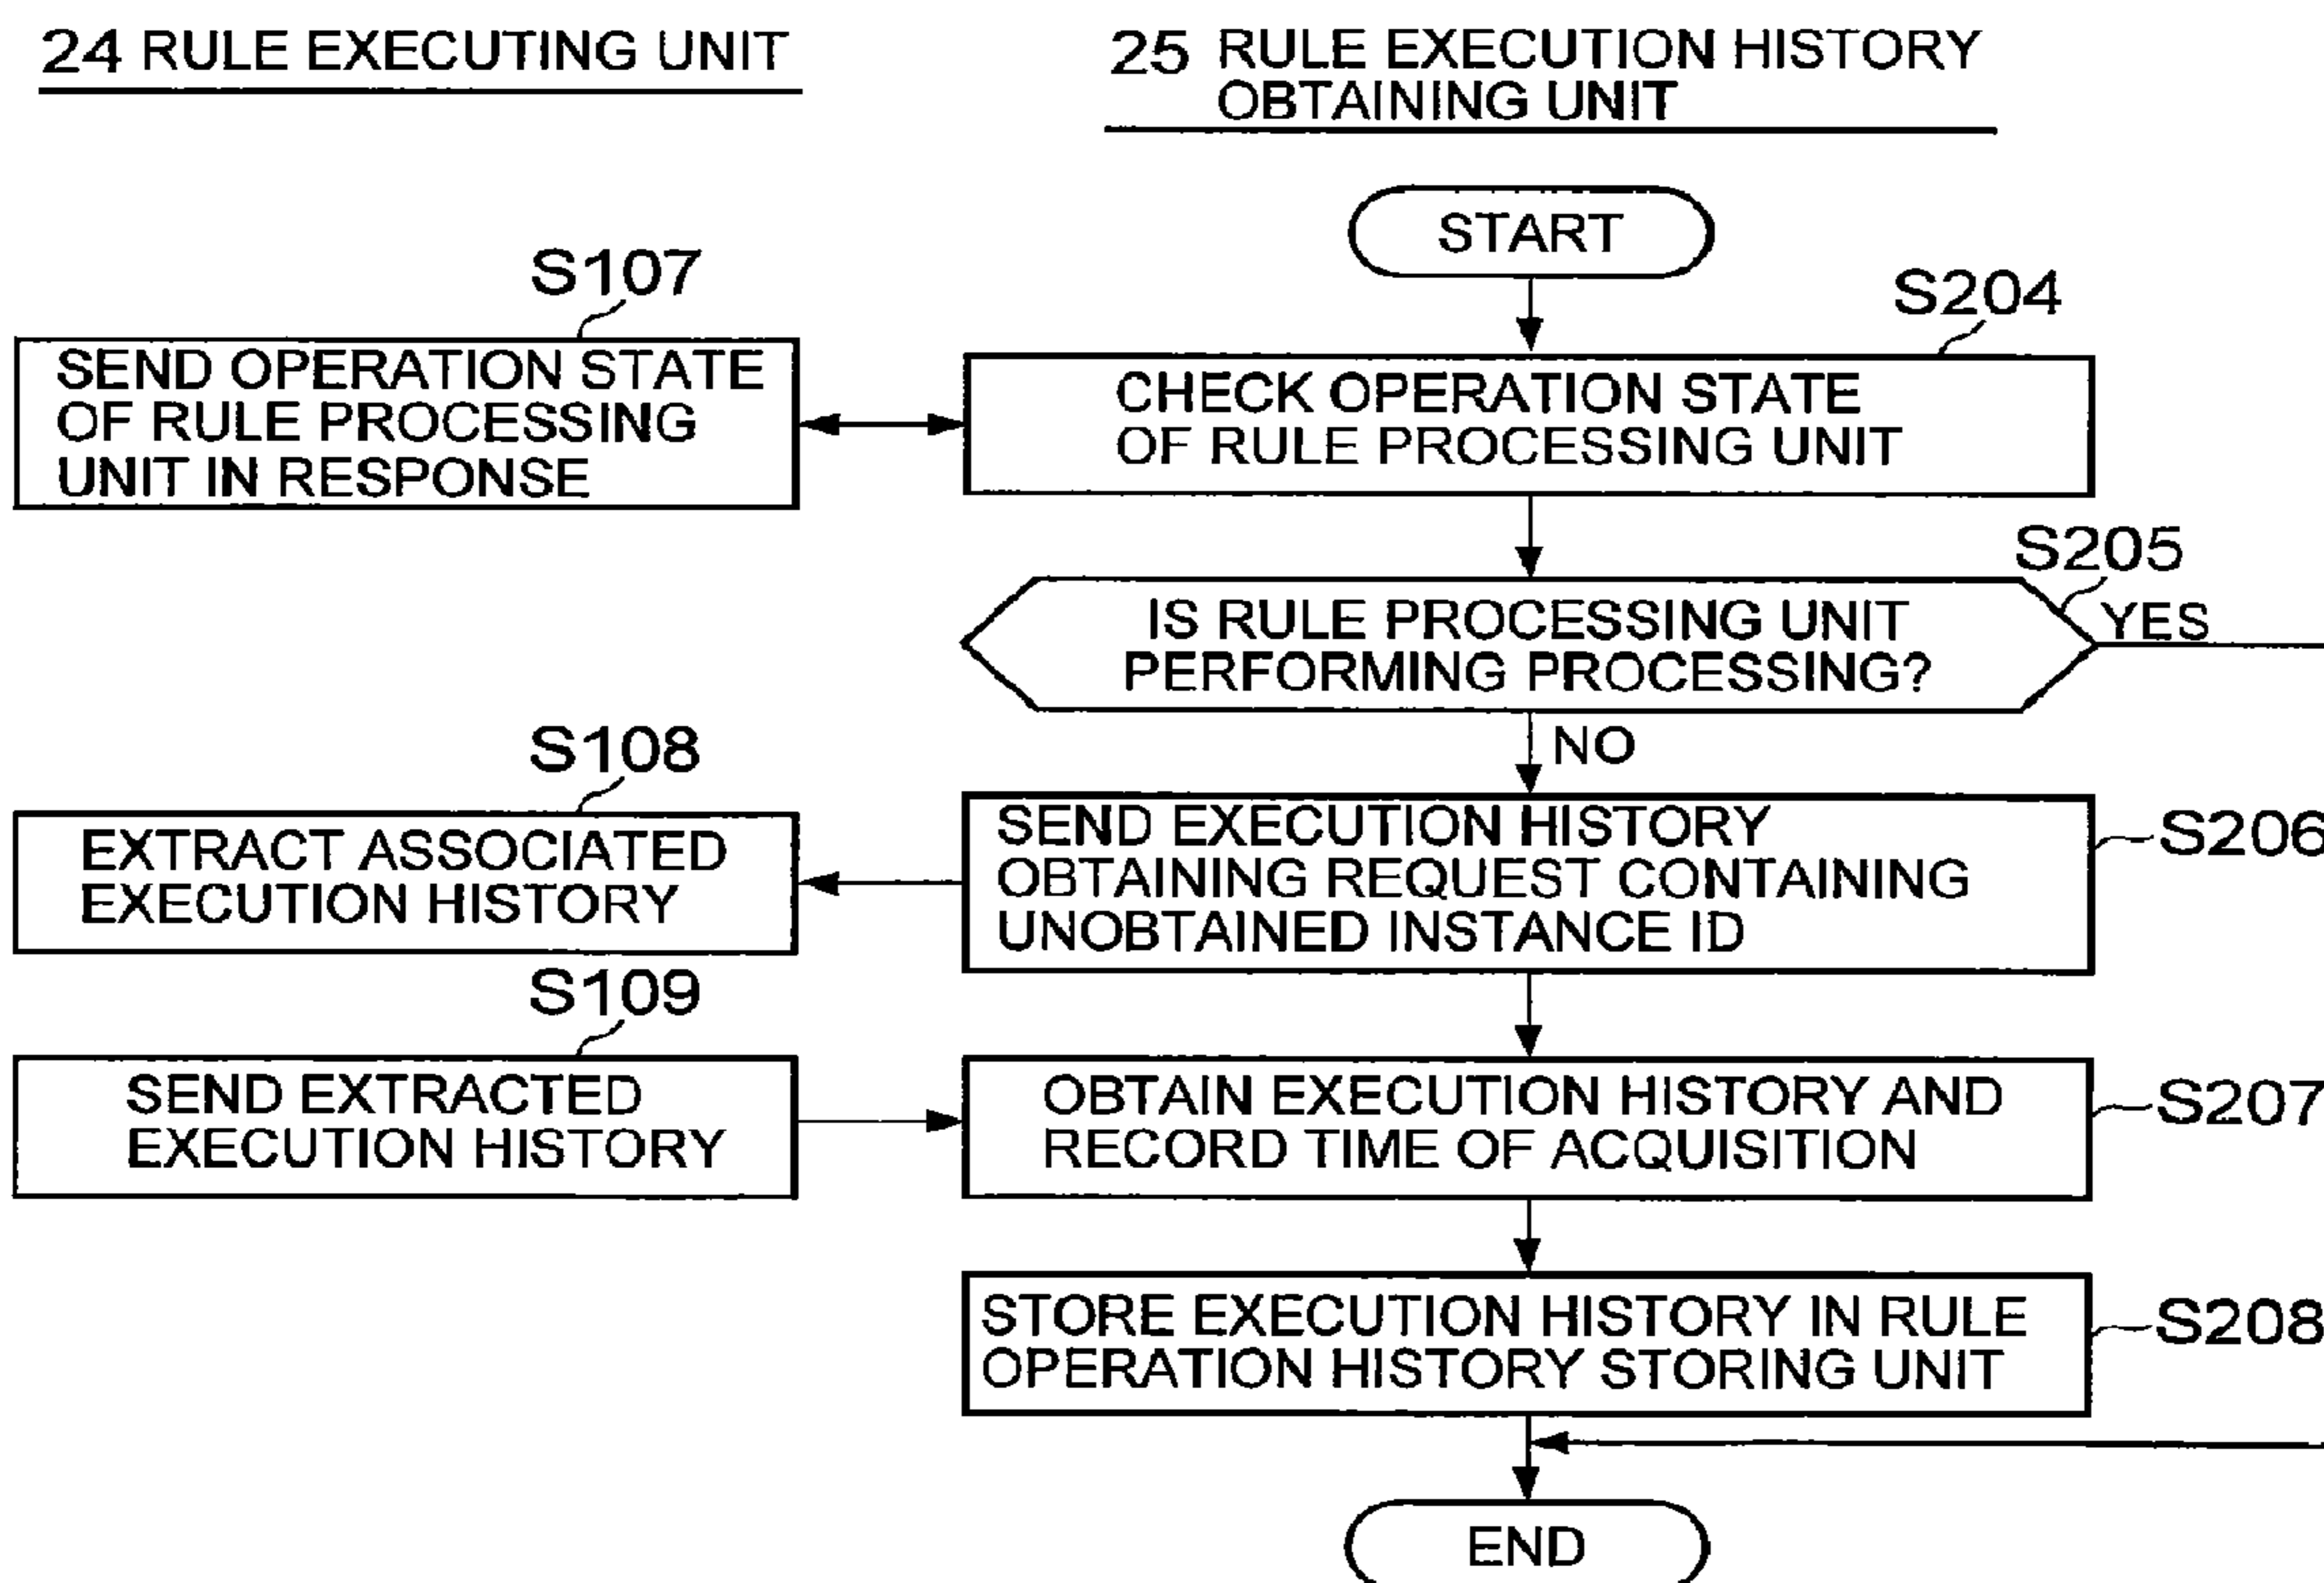 24 RULE EXECUTING UNIT
25 RULE EXECUTION HISTORY
OBTAINING UNIT
START
S107
S204
SEND OPERATION STATE
OF RULE PROCESSING
UNIT IN RESPONSE
CHECK OPERATION STATE
OF RULE PROCESSING UNIT
S205
IS RULE PROCESSING UNIT
PERFORMING PROCESSING?
YES
NO
S108
EXTRACT ASSOCIATED
EXECUTION HISTORY
SEND EXECUTION HISTORY
OBTAINING REQUEST CONTAINING
UNOBTAINED INSTANCE ID
S206
S109
SEND EXTRACTED
EXECUTION HISTORY
OBTAIN EXECUTION HISTORY AND
RECORD TIME OF ACQUISITION
S207
STORE EXECUTION HISTORY IN RULE
OPERATION HISTORY STORING UNIT
S208
END